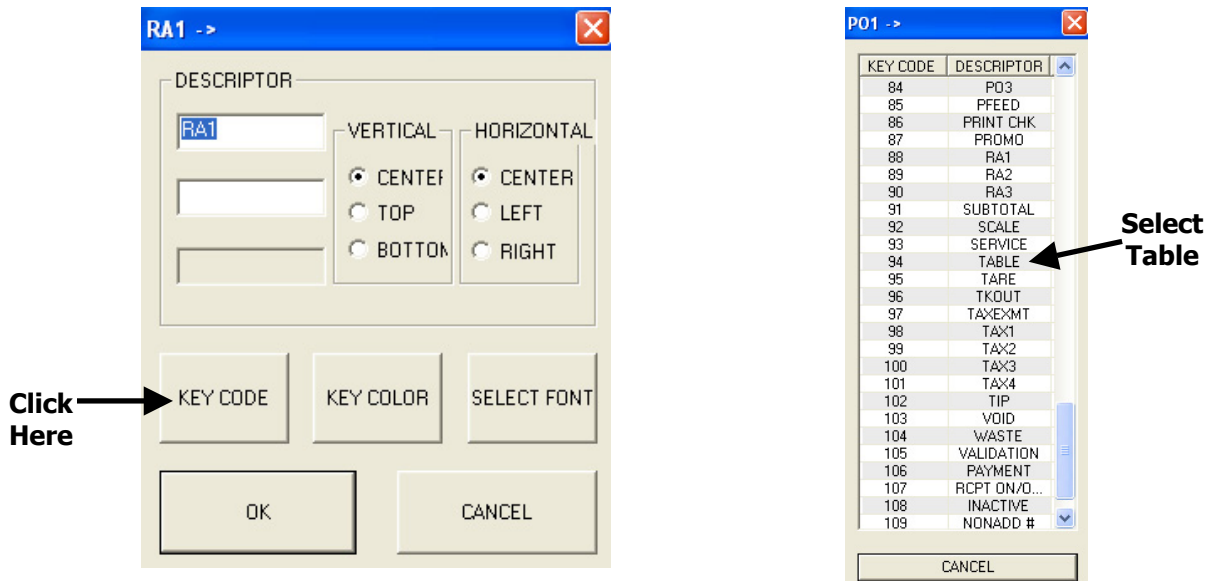 RA1 ->
DESCRIPTOR
RA1
VERTICAL
CENTER
TOP
BOTTOM
HORIZONTAL
CENTER
LEFT
RIGHT
KEY CODE
KEY COLOR
SELECT FONT
OK
CANCEL
Click
Here
PO1 ->
KEY CODE DESCRIPTOR
84 PO3
85 PFEED
86 PRINT CHK
87 PROMO
88 RA1
89 RA2
90 RA3
91 SUBTOTAL
92 SCALE
93 SERVICE
94 TABLE
95 TARE
96 TKOUT
97 TAXEXMT
98 TAX1
99 TAX2
100 TAX3
101 TAX4
102 TIP
103 VOID
104 WASTE
105 VALIDATION
106 PAYMENT
107 RCPT ON/O...
108 INACTIVE
109 NONADD #
CANCEL
Select
Table